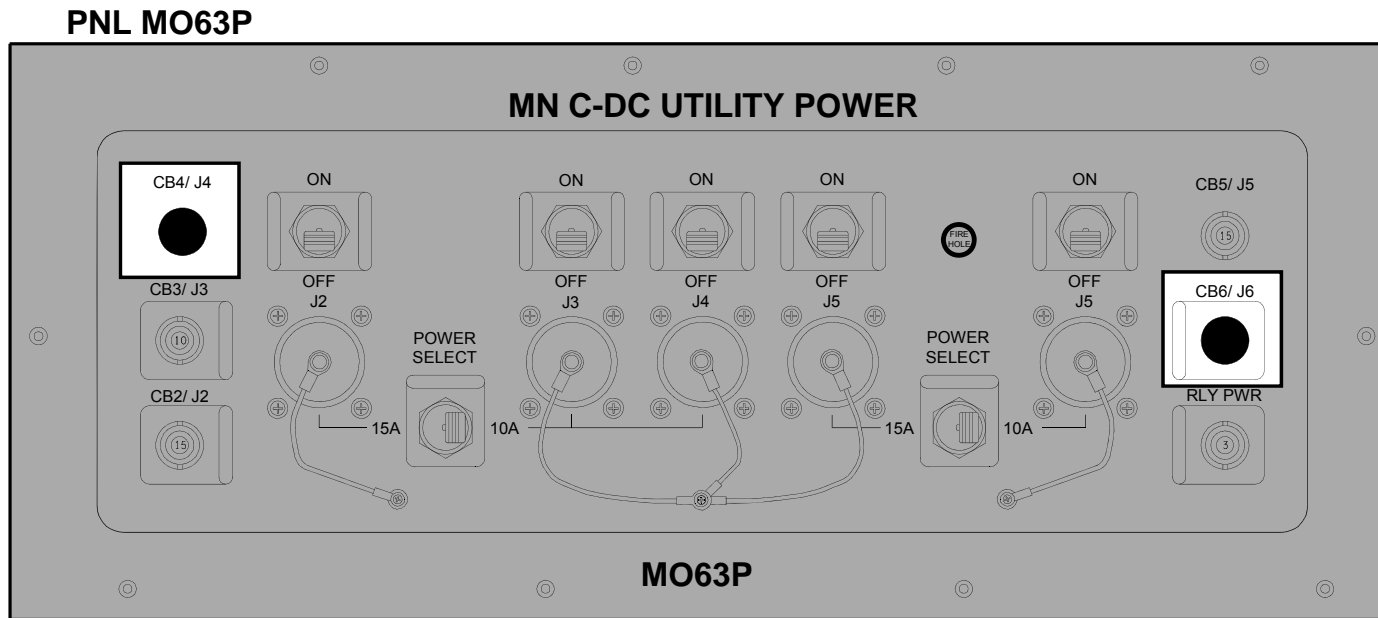 PNL MO63P
MN C-DC UTILITY POWER
CB4/ J4
ON
ON
ON
ON
ON
CB5/ J5
15
FIRE
HOLE
OFF
OFF
OFF
OFF
OFF
CB3/ J3
J2
J3
J4
J5
J5
CB6/ J6
10
POWER
SELECT
POWER
SELECT
CB2/ J2
RLY PWR
15
15A
10A
15A
10A
3
MO63P